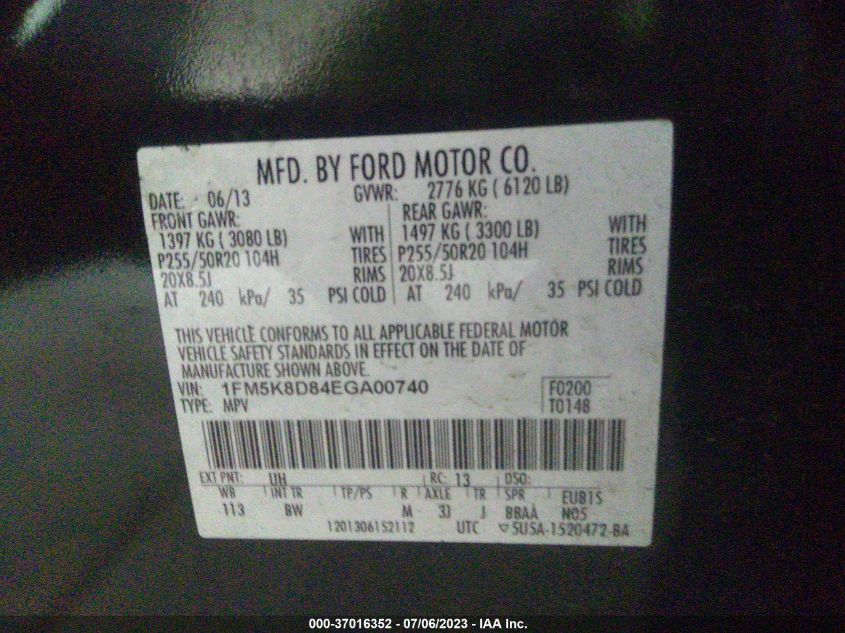 MFD. BY FORD MOTOR CO.
DATE: 06/13 GVWR: 2776 KG ( 6120 LB)
FRONT GAWR: REAR GAWR:
1397 KG ( 3080 LB) WITH 1497 KG ( 3300 LB) WITH
P255/50R20 104H TIRES P255/50R20 104H TIRES
20X8.5J RIMS 20X8.5J RIMS
AT 240 kPa/ 35 PSI COLD AT 240 kPa/ 35 PSI COLD
THIS VEHICLE CONFORMS TO ALL APPLICABLE FEDERAL MOTOR
VEHICLE SAFETY STANDARDS IN EFFECT ON THE DATE OF
MANUFACTURE SHOWN ABOVE.
VIN: 1FM5K8D84EGA00740 F0200
TYPE: MPV T0148
EXT PNT: UH RC: 13 DSO:
WB INT TR TP/PS R AXLE TR SPR EUB1S
113 BW M 3J J BBAA N05
1201306152112 UTC ▽5U5A-1520472-BA
000-37016352 - 07/06/2023 - IAA Inc.